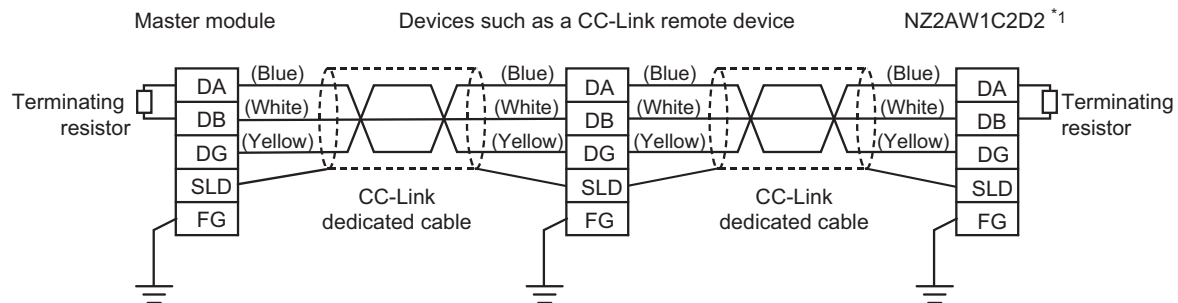 Master module Devices such as a CC-Link remote device NZ2AW1C2D2 *1
(Blue) (Blue) (Blue) (Blue)
DA DA DA
Terminating resistor
(White) (White) (White) (White)
DB DB DB
Terminating resistor
(Yellow) (Yellow) (Yellow) (Yellow)
DG DG DG
SLD SLD SLD
CC-Link dedicated cable
CC-Link dedicated cable
FG FG FG